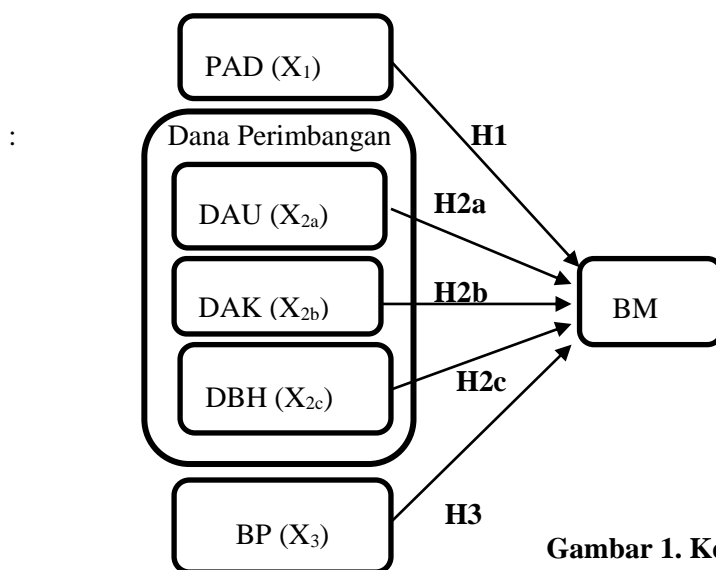 PAD (X₁)
:
Dana Perimbangan
H1
DAU (X₂ₐ)
H2a
DAK (X₂b)
H2b
BM
DBH (X₂c)
H2c
BP (X₃)
H3
Gambar 1. Ke